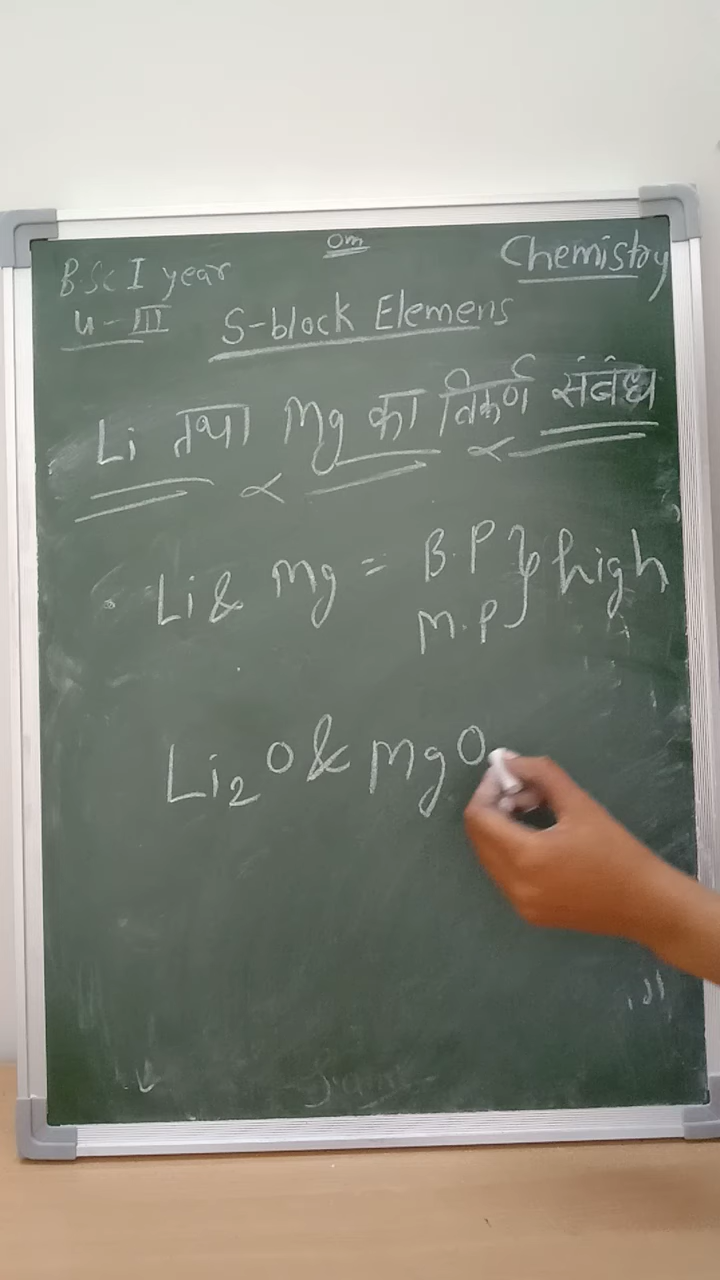 Om
B.Sc I year
Chemistry
U-III
S-block Elemens
Li तथा Mg का विकर्ण संबंध
Li & Mg = B.P } high
M.P
Li₂O & MgO